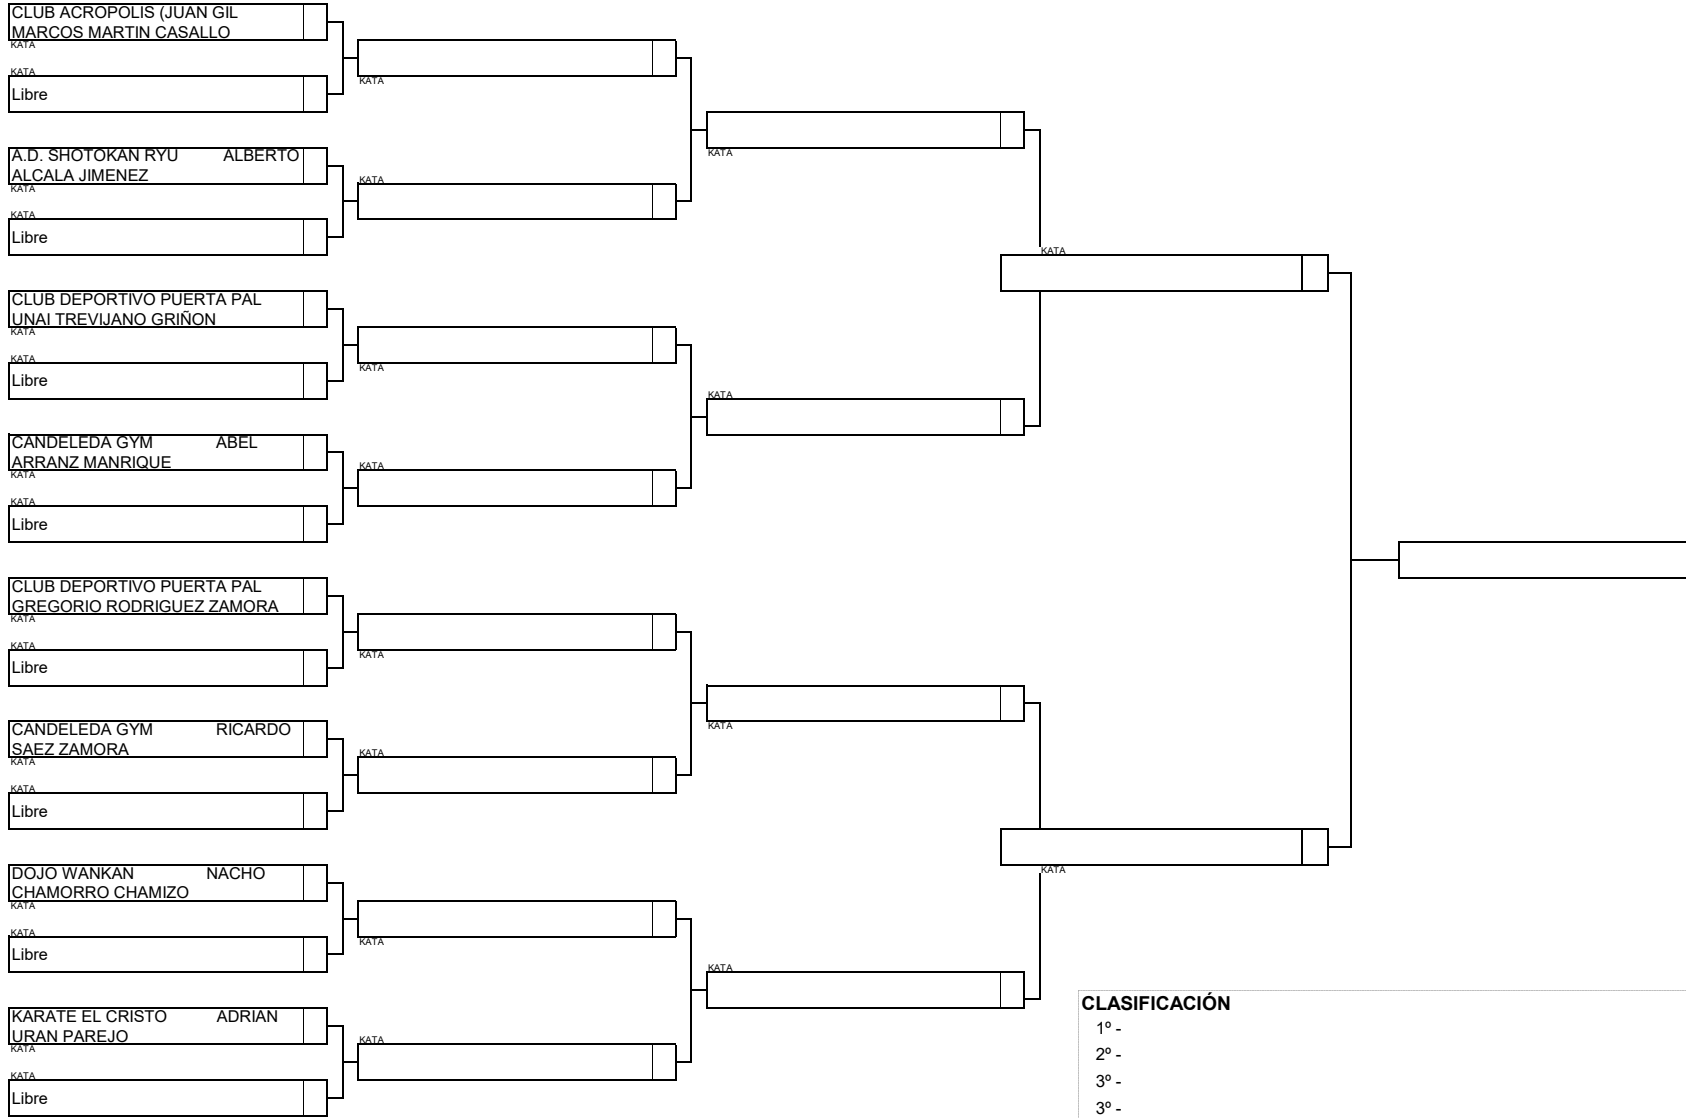 CLUB ACROPOLIS (JUAN GIL
MARCOS MARTIN CASALLO
KATA
KATA
Libre
A.D. SHOTOKAN RYU ALBERTO
ALCALA JIMENEZ
KATA
KATA
Libre
CLUB DEPORTIVO PUERTA PAL
UNAI TREVIJANO GRIÑON
KATA
KATA
Libre
CANDELEDA GYM ABEL
ARRANZ MANRIQUE
KATA
KATA
Libre
CLUB DEPORTIVO PUERTA PAL
GREGORIO RODRIGUEZ ZAMORA
KATA
KATA
Libre
CANDELEDA GYM RICARDO
SAEZ ZAMORA
KATA
KATA
Libre
DOJO WANKAN NACHO
CHAMORRO CHAMIZO
KATA
KATA
Libre
KARATE EL CRISTO ADRIAN
URAN PAREJO
KATA
KATA
Libre
KATA
KATA
KATA
KATA
KATA
KATA
KATA
KATA
KATA
KATA
KATA
KATA
KATA
KATA
CLASIFICACIÓN
1º -
2º -
3º -
3º -